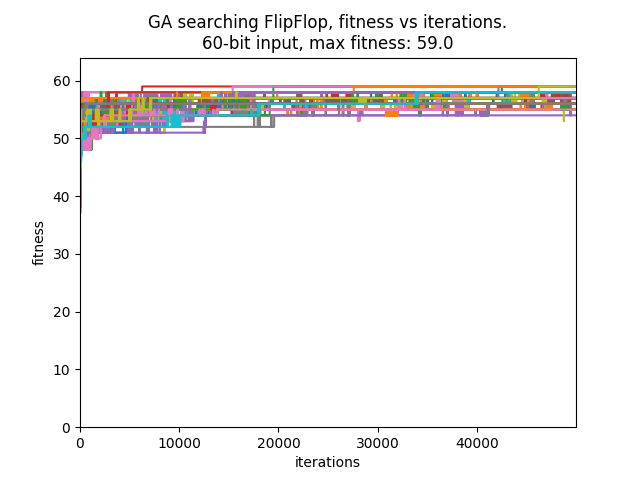 GA searching FlipFlop, fitness vs iterations.
60-bit input, max fitness: 59.0
60
50
40
30
20
10
0
fitness
0 10000 20000 30000 40000
iterations